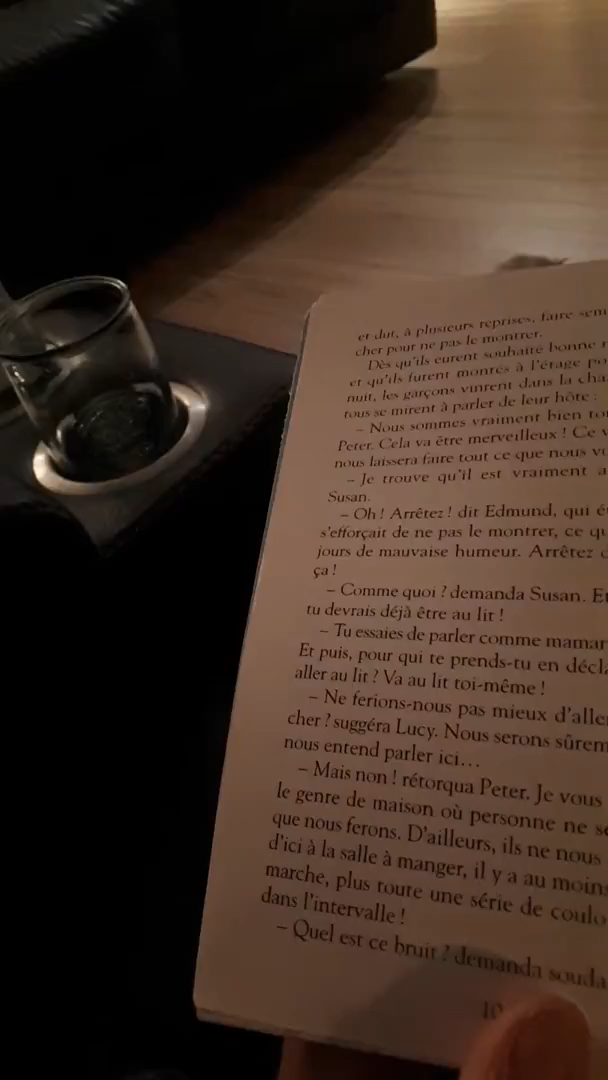 et dut, à plusieurs reprises, faire sem
cher pour ne pas le montrer.
Dès qu'ils eurent souhaité bonne
et qu'ils furent montés à l'étage
nuit, les garçons vinrent dans la cha
tous se mirent à parler de leur hôte :
– Nous sommes vraiment bien
Peter. Cela va être merveilleux ! Ce
nous laissera faire tout ce que nous
– Je trouve qu'il est vraiment
Susan.
– Oh ! Arrêtez ! dit Edmund, qui
s'efforçait de ne pas le montrer, ce
jours de mauvaise humeur. Arrêtez
ça !
– Comme quoi ? demanda Susan.
tu devrais déjà être au lit !
– Tu essaies de parler comme
Et puis, pour qui te prends-tu en décla
aller au lit ? Va au lit toi-même !
– Ne ferions-nous pas mieux
cher ? suggéra Lucy. Nous serons
nous entend parler ici…
– Mais non ! rétorqua Peter. Je vous
le genre de maison où personne ne
que nous ferons. D'ailleurs, ils ne nous
d'ici à la salle à manger, il y a au moins
marche, plus toute une série de coulo
dans l'intervalle !
– Quel est ce bruit ? demanda souda
10